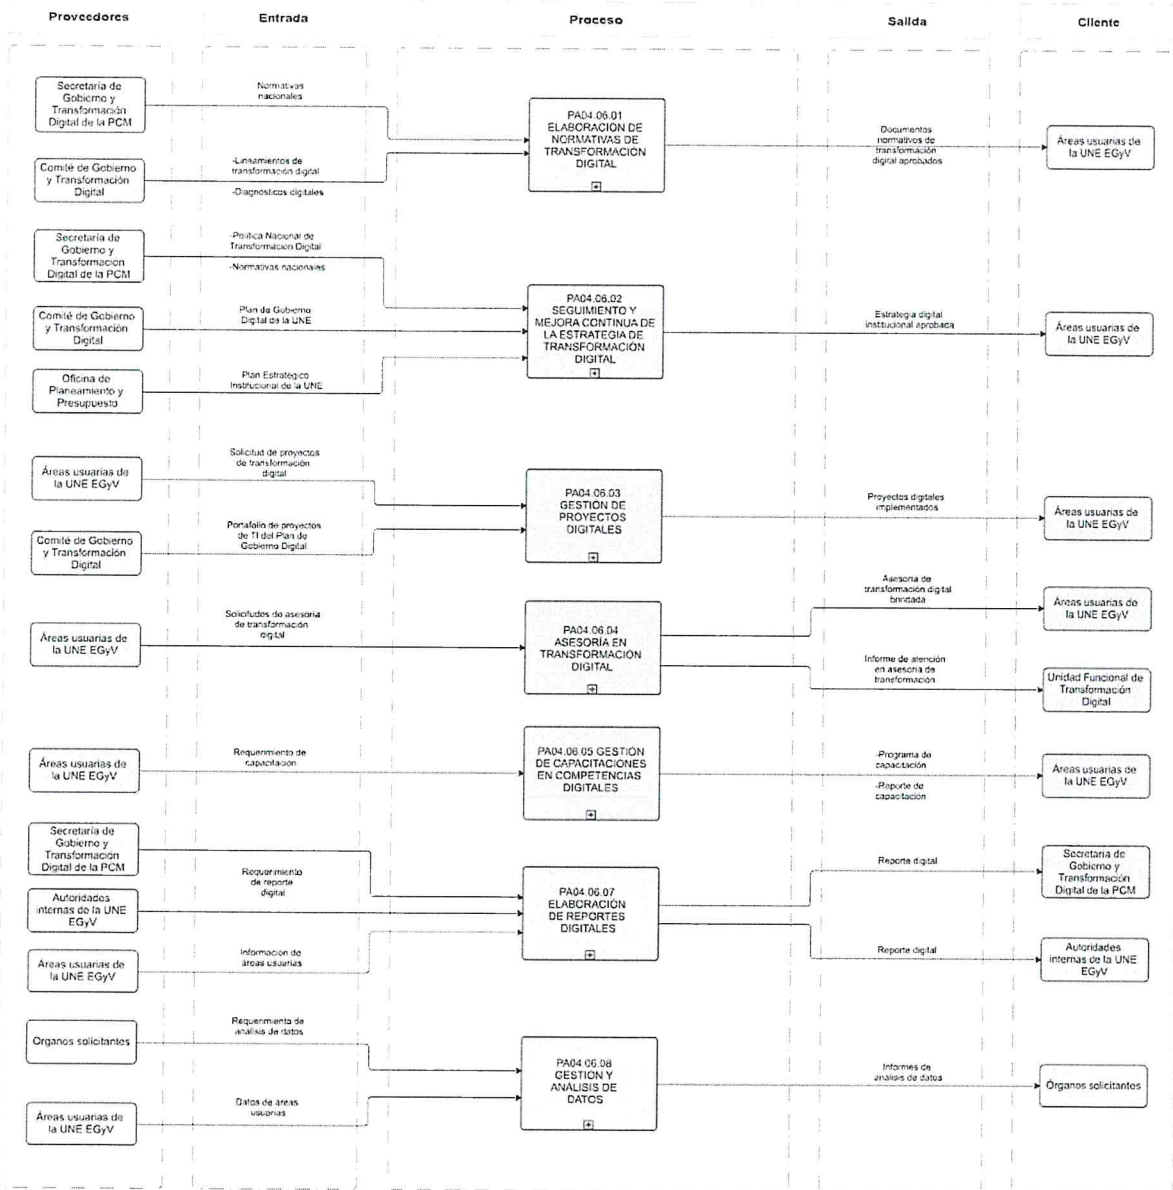 Proveedores
Entrada
Proceso
Salida
Cliente
Secretaría de
Gobierno y
Transformación
Digital de la PCM
Normativas
nacionales
Comité de Gobierno
y Transformación
Digital
-Lineamientos de
transformación digital
-Diagnósticos digitales
PA04.06.01
ELABORACIÓN DE
NORMATIVAS DE
TRANSFORMACIÓN
DIGITAL
Documentos
normativos de
transformación
digital aprobados
Áreas usuarias de
la UNE EGyV
Secretaría de
Gobierno y
Transformación
Digital de la PCM
-Política Nacional de
Transformación Digital
-Normativas nacionales
Comité de Gobierno
y Transformación
Digital
Plan de Gobierno
Digital de la UNE
Oficina de
Planeamiento y
Presupuesto
Plan Estratégico
Institucional de la UNE
PA04.06.02
SEGUIMIENTO Y
MEJORA CONTINUA DE
LA ESTRATEGIA DE
TRANSFORMACIÓN
DIGITAL
Estrategia digital
institucional aprobada
Áreas usuarias de
la UNE EGyV
Áreas usuarias de
la UNE EGyV
Solicitud de proyectos
de transformación
digital
Comité de Gobierno
y Transformación
Digital
Portafolio de proyectos
de TI del Plan de
Gobierno Digital
PA04.06.03
GESTIÓN DE
PROYECTOS
DIGITALES
Proyectos digitales
implementados
Áreas usuarias de
la UNE EGyV
Áreas usuarias de
la UNE EGyV
Solicitudes de asesoría
de transformación
digital
PA04.06.04
ASESORÍA EN
TRANSFORMACIÓN
DIGITAL
Asesoría de
transformación digital
brindada
Áreas usuarias de
la UNE EGyV
Informe de atención
en asesoría de
transformación
Unidad Funcional de
Transformación
Digital
Áreas usuarias de
la UNE EGyV
Requerimiento de
capacitación
PA04.06.05 GESTIÓN
DE CAPACITACIONES
EN COMPETENCIAS
DIGITALES
-Programa de
capacitación
-Reporte de
capacitación
Áreas usuarias de
la UNE EGyV
Secretaría de
Gobierno y
Transformación
Digital de la PCM
Requerimiento
de reporte
digital
Autoridades
internas de la UNE
EGyV
Áreas usuarias de
la UNE EGyV
Información de
áreas usuarias
PA04.06.07
ELABORACIÓN
DE REPORTES
DIGITALES
Reporte digital
Secretaría de
Gobierno y
Transformación
Digital de la PCM
Reporte digital
Autoridades
internas de la UNE
EGyV
Órganos solicitantes
Requerimiento de
análisis de datos
Áreas usuarias de
la UNE EGyV
Datos de áreas
usuarias
PA04.06.08
GESTIÓN Y
ANÁLISIS DE
DATOS
Informes de
análisis de datos
Órganos solicitantes